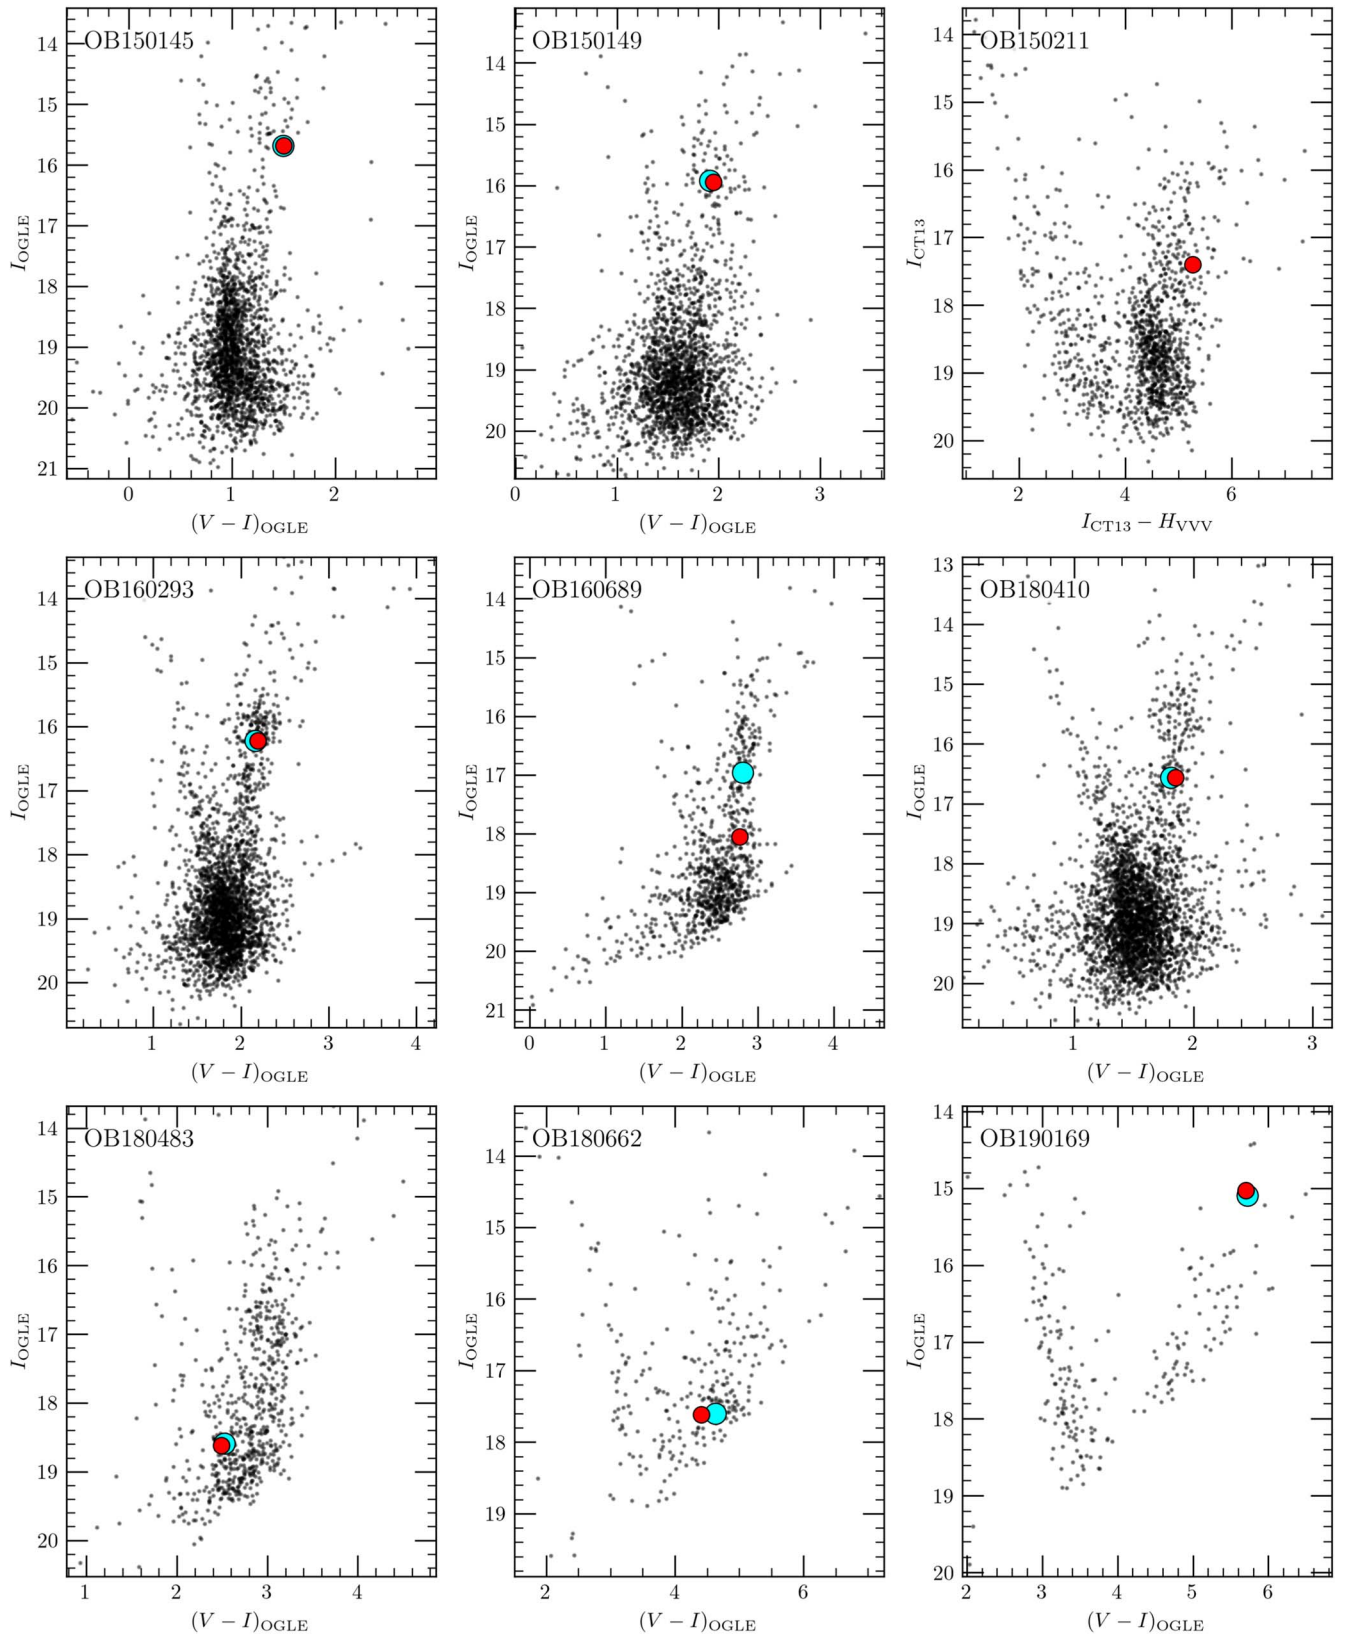 OB150145
14
15
16
17
18
19
20
21
I_OGLE
0 1 2
(V − I)_OGLE
OB150149
14
15
16
17
18
19
20
I_OGLE
0 1 2 3
(V − I)_OGLE
OB150211
14
15
16
17
18
19
20
I_CT13
2 4 6
I_CT13 − H_VVV
OB160293
14
15
16
17
18
19
20
I_OGLE
1 2 3 4
(V − I)_OGLE
OB160689
14
15
16
17
18
19
20
21
I_OGLE
0 1 2 3 4
(V − I)_OGLE
OB180410
13
14
15
16
17
18
19
20
I_OGLE
1 2 3
(V − I)_OGLE
OB180483
14
15
16
17
18
19
20
I_OGLE
1 2 3 4
(V − I)_OGLE
OB180662
14
15
16
17
18
19
I_OGLE
2 4 6
(V − I)_OGLE
OB190169
14
15
16
17
18
19
20
I_OGLE
2 3 4 5 6
(V − I)_OGLE